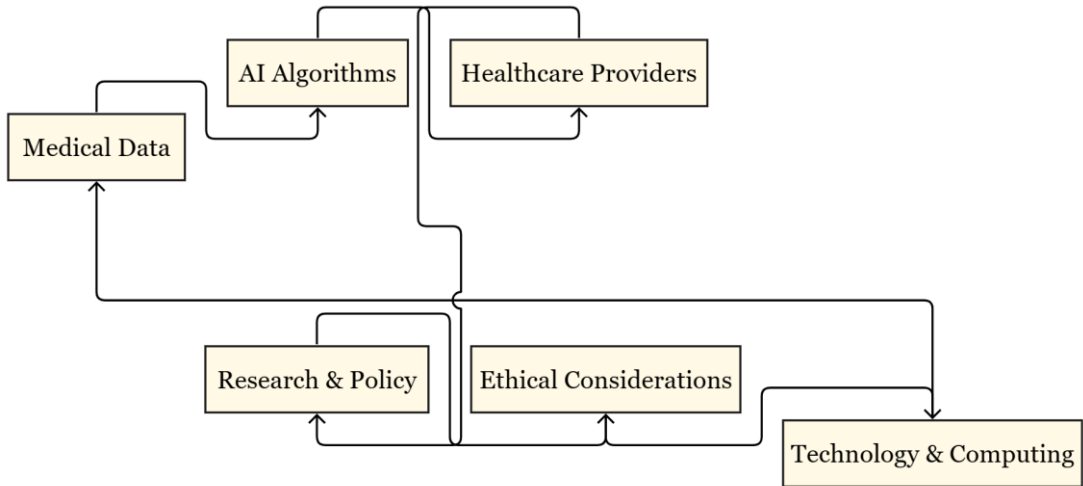 AI Algorithms
Healthcare Providers
Medical Data
Research & Policy
Ethical Considerations
Technology & Computing